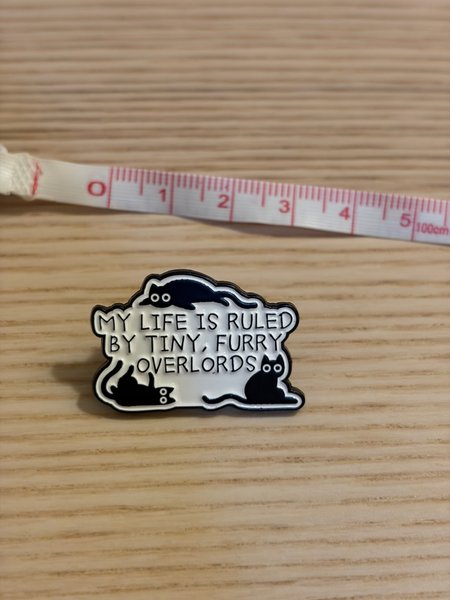 0 1 2 3 4 5 100cm
MY LIFE IS RULED
BY TINY, FURRY
OVERLORDS